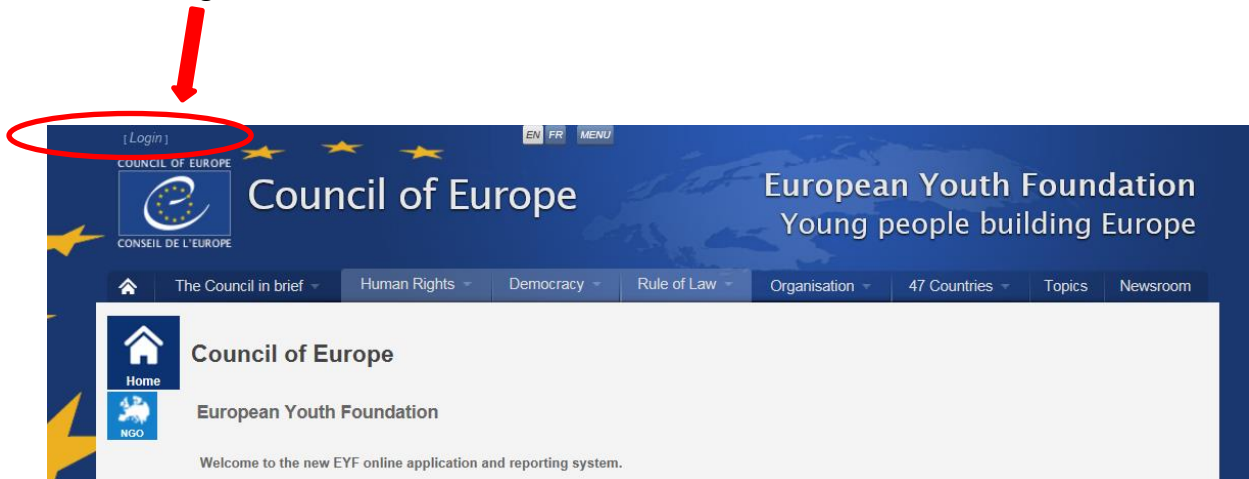 [ Login ]
EN FR MENU
COUNCIL OF EUROPE
CONSEIL DE L'EUROPE
Council of Europe
European Youth Foundation
Young people building Europe
The Council in brief Human Rights Democracy Rule of Law Organisation 47 Countries Topics Newsroom
Home
NGO
Council of Europe
European Youth Foundation
Welcome to the new EYF online application and reporting system.